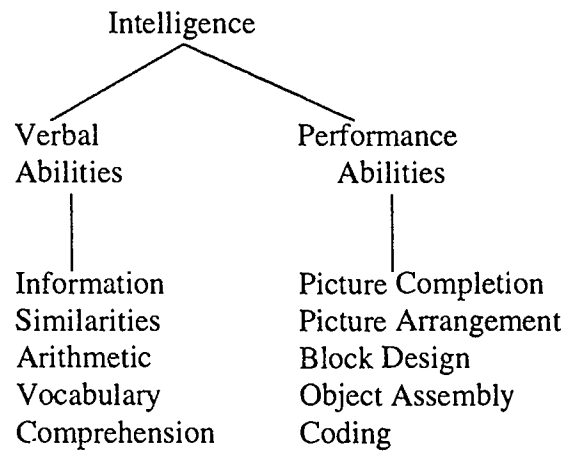 Intelligence
Verbal
Abilities
Performance
Abilities
Information
Similarities
Arithmetic
Vocabulary
Comprehension
Picture Completion
Picture Arrangement
Block Design
Object Assembly
Coding